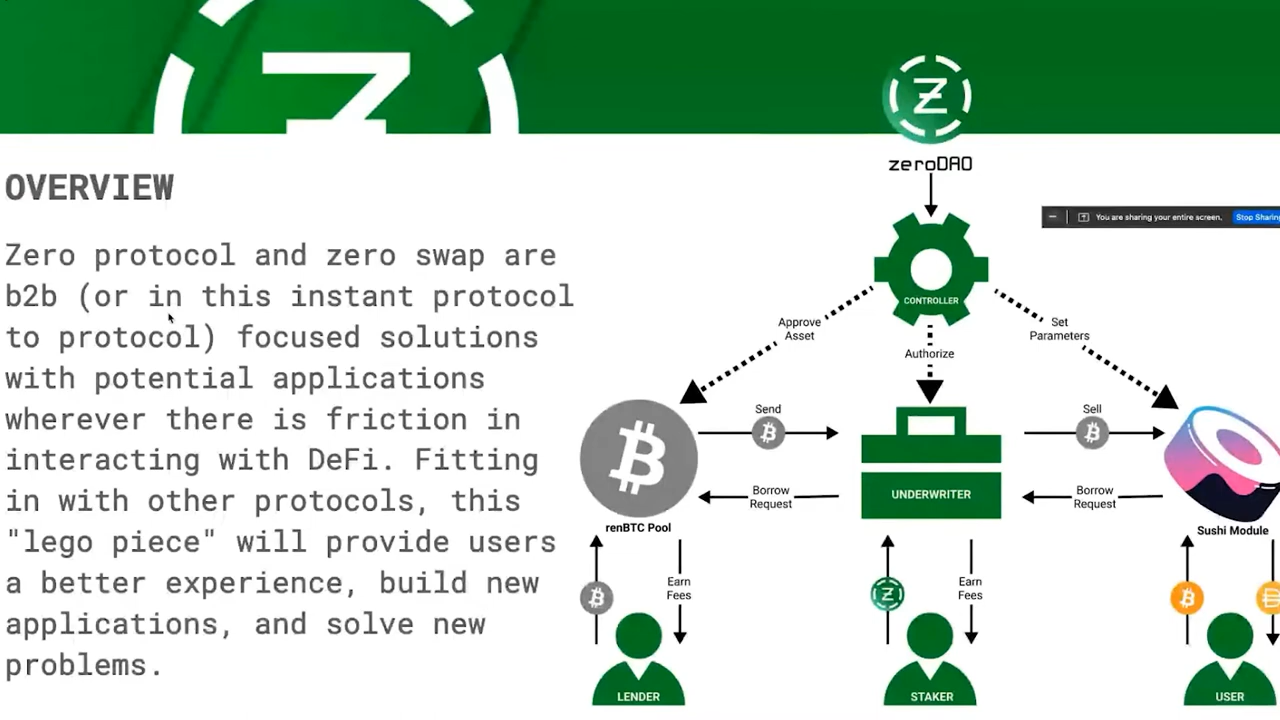 zeroDAO
OVERVIEW
Zero protocol and zero swap are
b2b (or in this instant protocol
to protocol) focused solutions
with potential applications
wherever there is friction in
interacting with DeFi. Fitting
in with other protocols, this
"lego piece" will provide users
a better experience, build new
applications, and solve new
problems.
You are sharing your entire screen.
Stop Sharing
CONTROLLER
Approve
Asset
Authorize
Set
Parameters
Send
Sell
UNDERWRITER
Borrow
Request
Borrow
Request
renBTC Pool
Sushi Module
Earn
Fees
Earn
Fees
LENDER
STAKER
USER